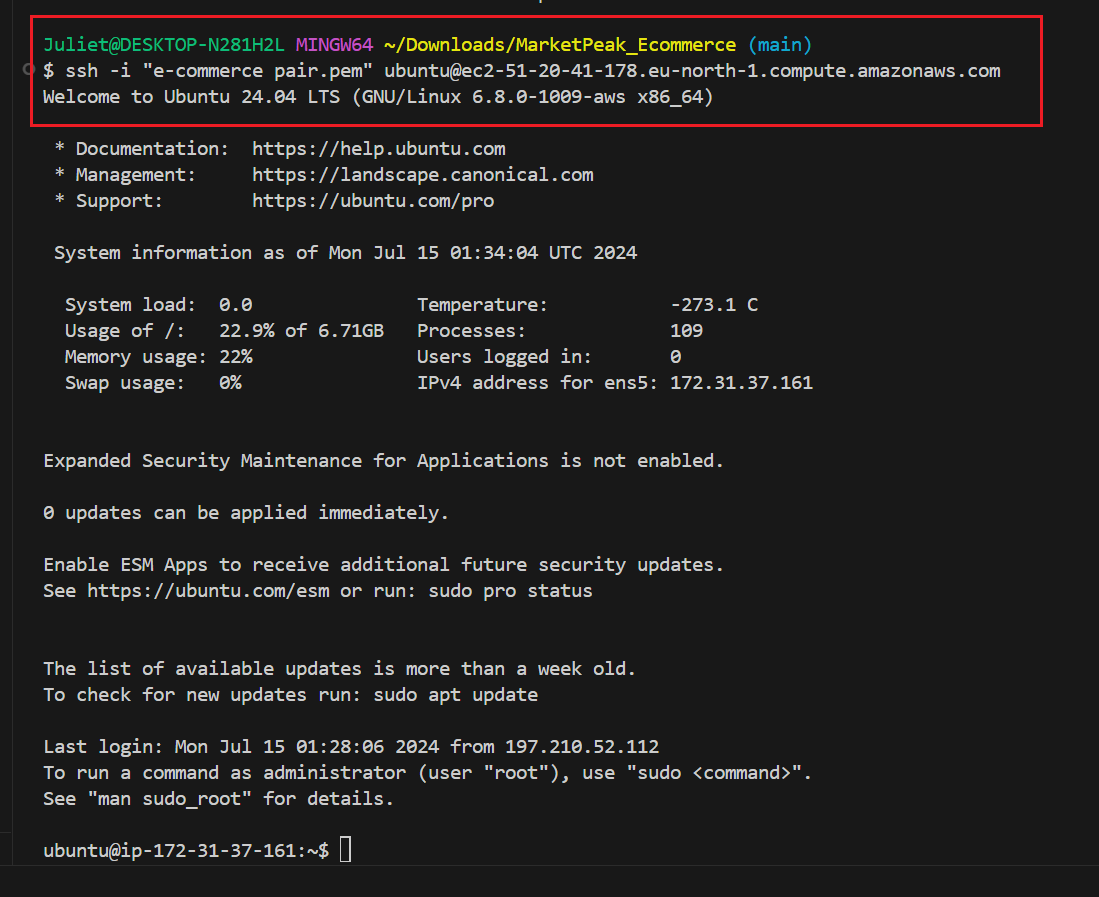 Juliet@DESKTOP-N281H2L MINGW64 ~/Downloads/MarketPeak_Ecommerce (main)
$ ssh -i "e-commerce pair.pem" ubuntu@ec2-51-20-41-178.eu-north-1.compute.amazonaws.com
Welcome to Ubuntu 24.04 LTS (GNU/Linux 6.8.0-1009-aws x86_64)
* Documentation:  https://help.ubuntu.com
* Management:     https://landscape.canonical.com
* Support:        https://ubuntu.com/pro
System information as of Mon Jul 15 01:34:04 UTC 2024
System load:  0.0               Temperature:           -273.1 C
Usage of /:   22.9% of 6.71GB   Processes:             109
Memory usage: 22%               Users logged in:       0
Swap usage:   0%                IPv4 address for ens5: 172.31.37.161
Expanded Security Maintenance for Applications is not enabled.
0 updates can be applied immediately.
Enable ESM Apps to receive additional future security updates.
See https://ubuntu.com/esm or run: sudo pro status
The list of available updates is more than a week old.
To check for new updates run: sudo apt update
Last login: Mon Jul 15 01:28:06 2024 from 197.210.52.112
To run a command as administrator (user "root"), use "sudo <command>".
See "man sudo_root" for details.
ubuntu@ip-172-31-37-161:~$